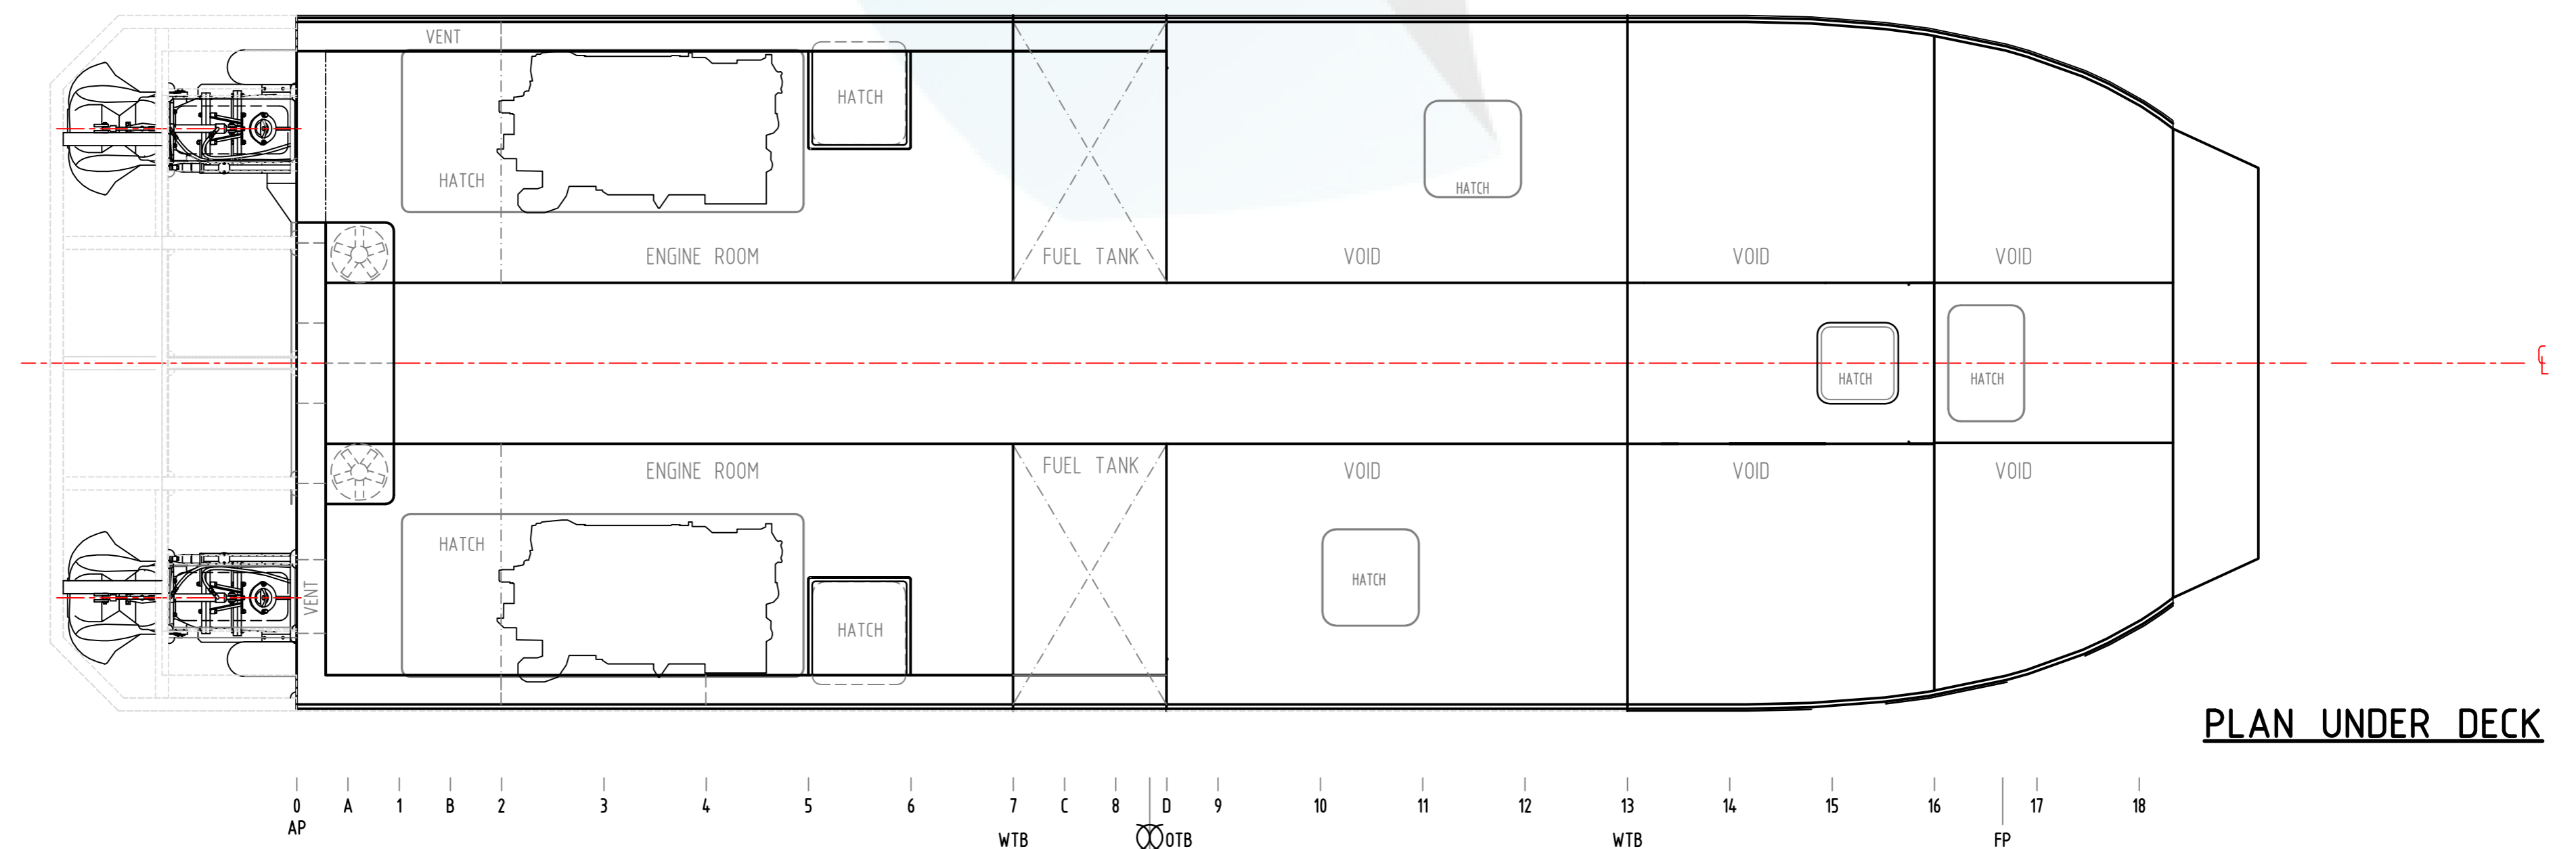 VENT
HATCH
HATCH
HATCH
HATCH
ENGINE ROOM FUEL TANK VOID VOID VOID
HATCH HATCH
CL
ENGINE ROOM FUEL TANK VOID VOID VOID
HATCH
HATCH
VENT
HATCH
PLAN UNDER DECK
0 A 1 B 2 3 4 5 6 7 C 8 D 9 10 11 12 13 14 15 16 17 18
AP
WTB OTB WTB FP